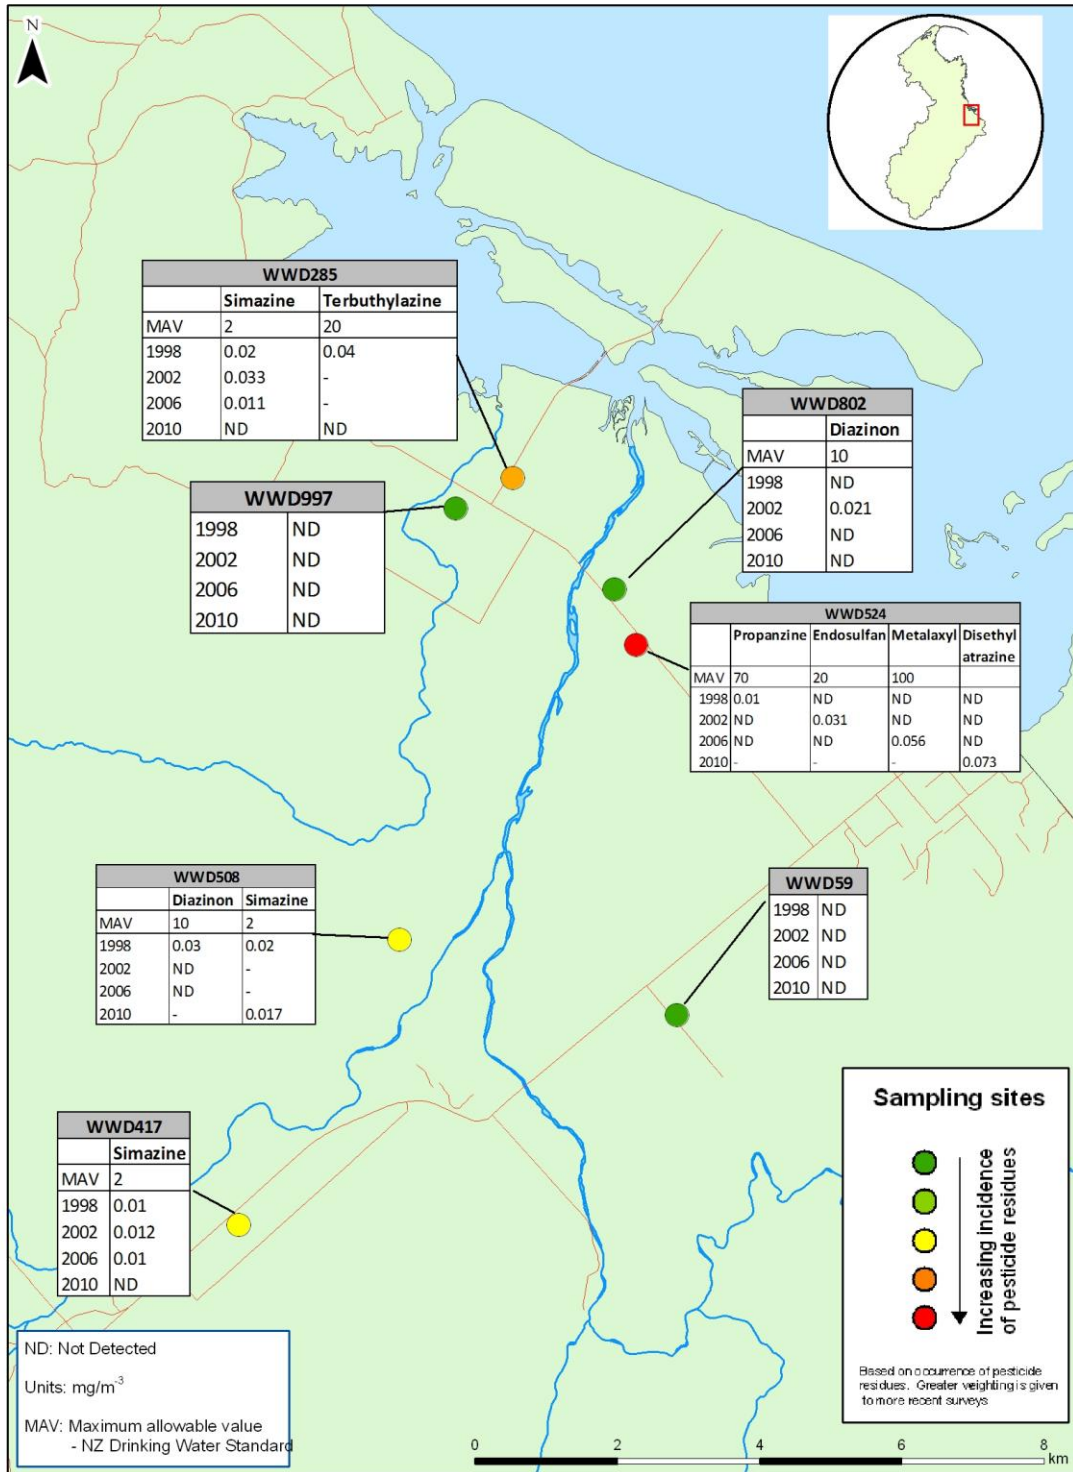 N
WWD285
Simazine Terbuthylazine
MAV 2 20
1998 0.02 0.04
2002 0.033 -
2006 0.011 -
2010 ND ND
WWD802
Diazinon
MAV 10
1998 ND
2002 0.021
2006 ND
2010 ND
WWD997
1998 ND
2002 ND
2006 ND
2010 ND
WWD524
Propanzine Endosulfan Metalaxyl Disethyl
atrazine
MAV 70 20 100
1998 0.01 ND ND ND
2002 ND 0.031 ND ND
2006 ND ND 0.056 ND
2010 - - - 0.073
WWD508
Diazinon Simazine
MAV 10 2
1998 0.03 0.02
2002 ND -
2006 ND -
2010 - 0.017
WWD59
1998 ND
2002 ND
2006 ND
2010 ND
WWD417
Simazine
MAV 2
1998 0.01
2002 0.012
2006 0.01
2010 ND
Sampling sites
Increasing incidence
of pesticide residues
Based on occurrence of pesticide
residues. Greater weighting is given
to more recent surveys
ND: Not Detected
Units: mg/m-3
MAV: Maximum allowable value
- NZ Drinking Water Standard
0 2 4 6 8
km